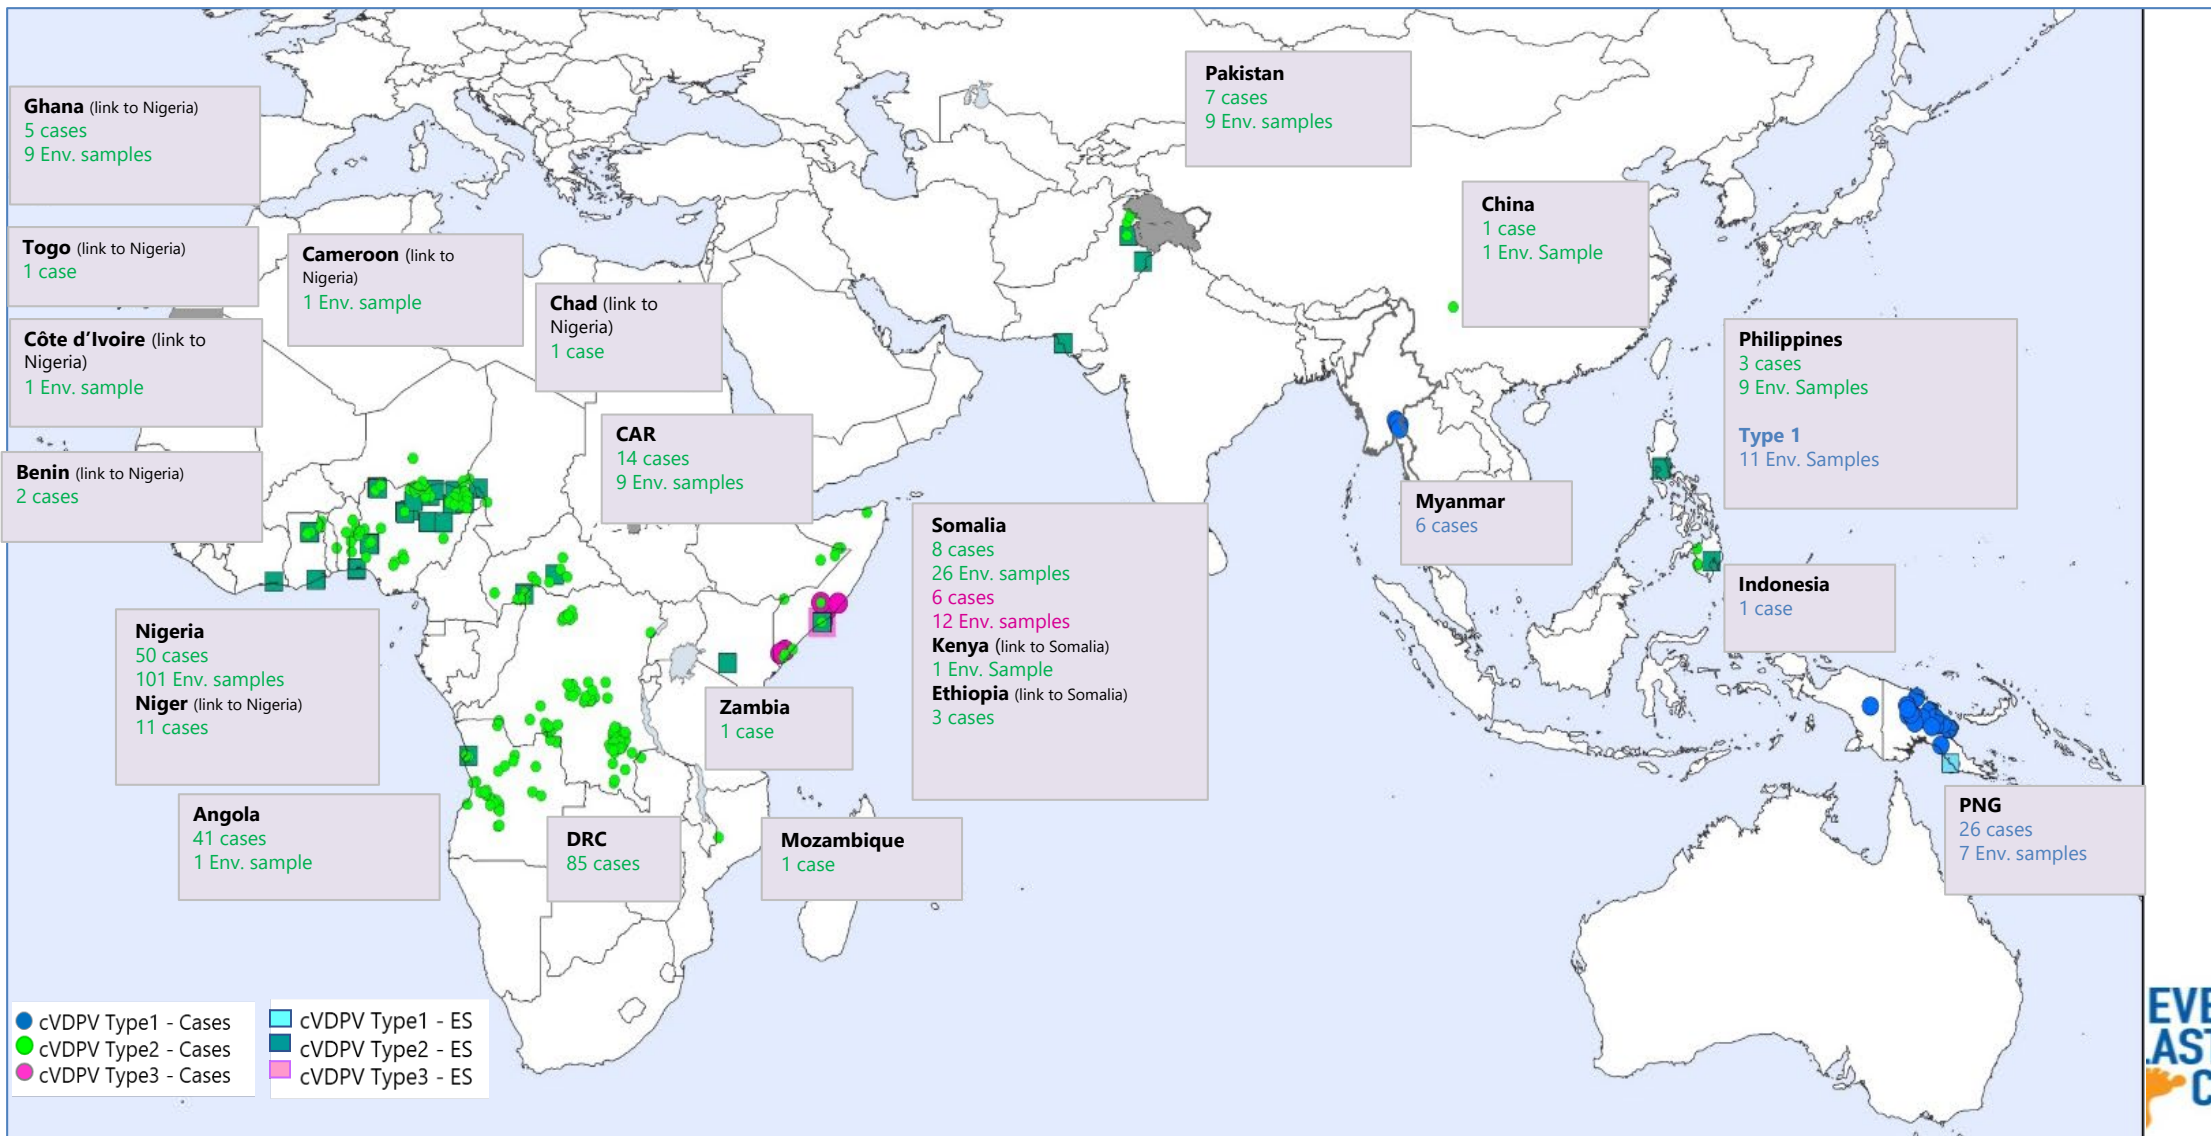 Ghana (link to Nigeria)
5 cases
9 Env. samples
Togo (link to Nigeria)
1 case
Côte d’Ivoire (link to
Nigeria)
1 Env. sample
Benin (link to Nigeria)
2 cases
Cameroon (link to
Nigeria)
1 Env. sample
Chad (link to
Nigeria)
1 case
CAR
14 cases
9 Env. samples
Pakistan
7 cases
9 Env. samples
China
1 case
1 Env. Sample
Philippines
3 cases
9 Env. Samples
Type 1
11 Env. Samples
Myanmar
6 cases
Indonesia
1 case
Somalia
8 cases
26 Env. samples
6 cases
12 Env. samples
Kenya (link to Somalia)
1 Env. Sample
Ethiopia (link to Somalia)
3 cases
Nigeria
50 cases
101 Env. samples
Niger (link to Nigeria)
11 cases
Zambia
1 case
Angola
41 cases
1 Env. sample
DRC
85 cases
Mozambique
1 case
PNG
26 cases
7 Env. samples
cVDPV Type1 - Cases
cVDPV Type2 - Cases
cVDPV Type3 - Cases
cVDPV Type1 - ES
cVDPV Type2 - ES
cVDPV Type3 - ES